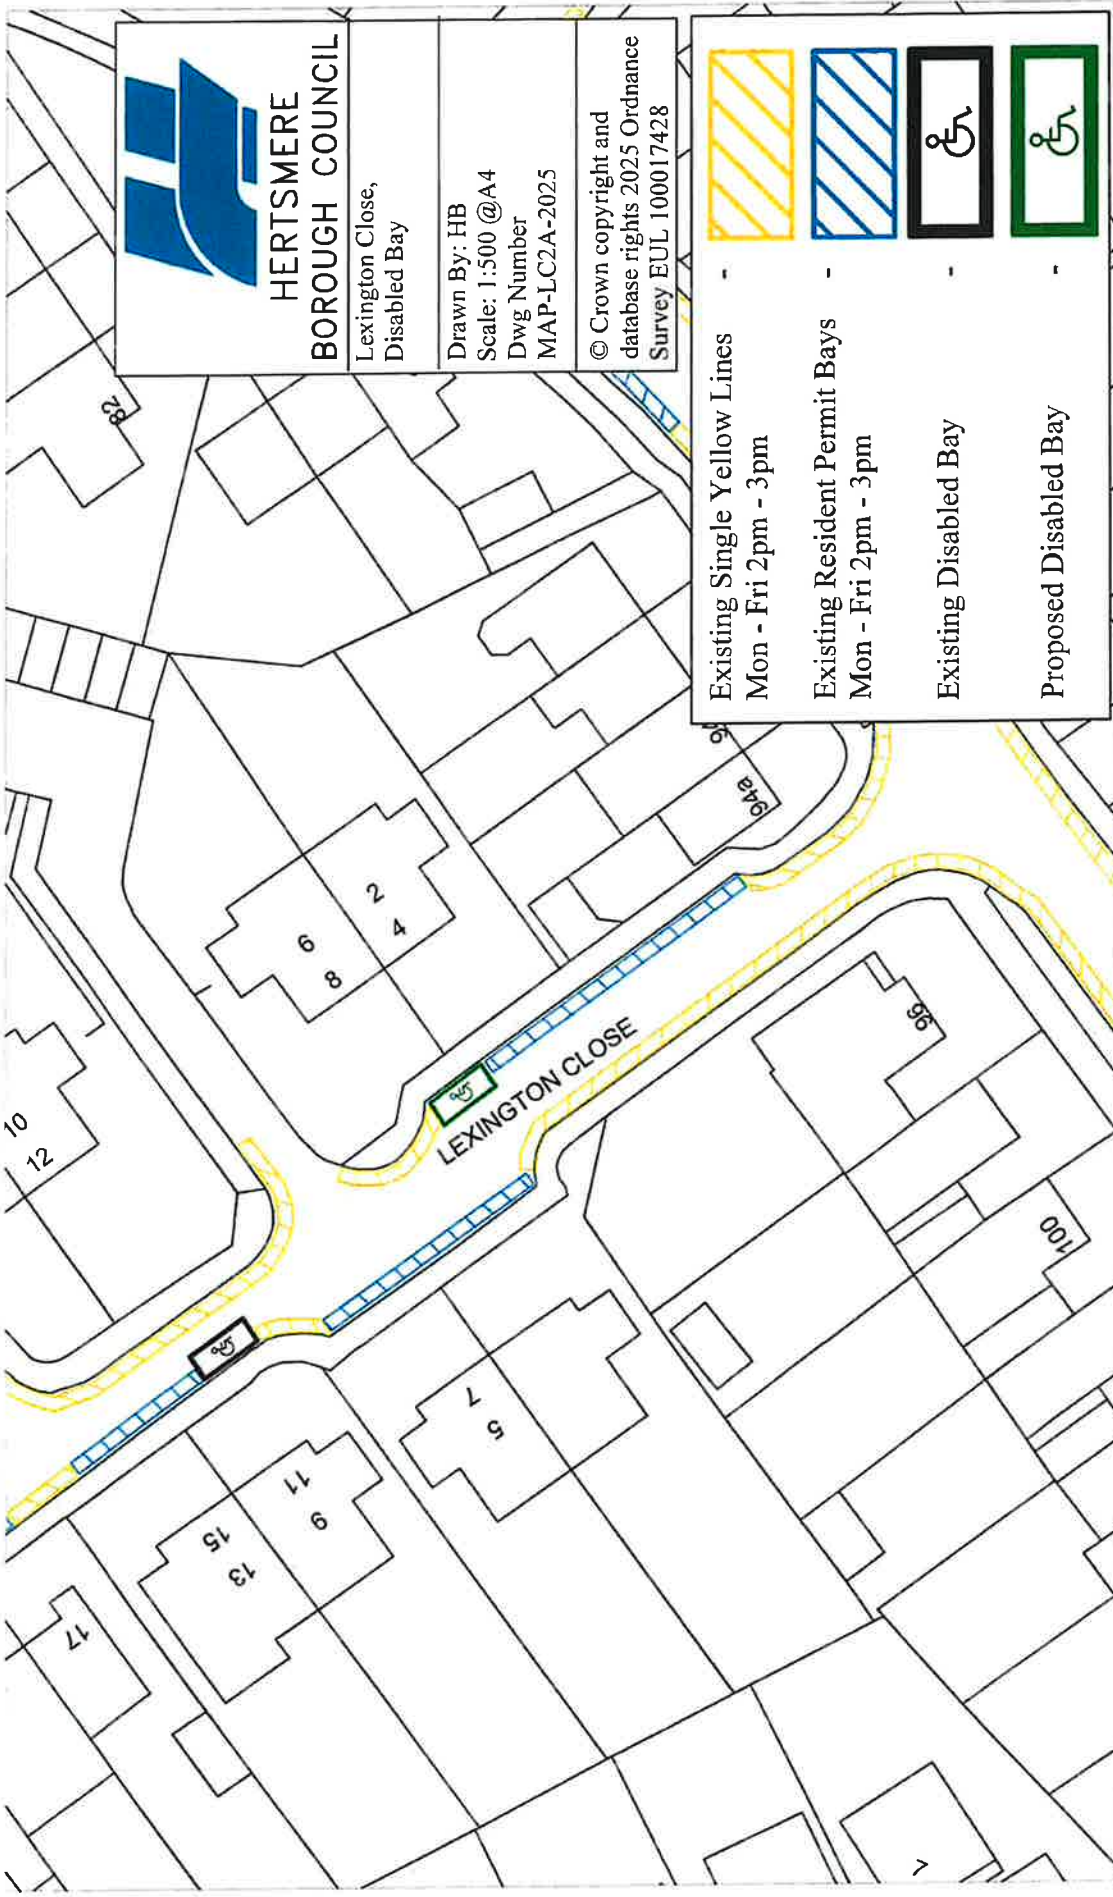 HERTSMERE
BOROUGH COUNCIL
Lexington Close,
Disabled Bay
Drawn By: HB
Scale: 1:500 @A4
Dwg Number
MAP-LC2A-2025
© Crown copyright and
database rights 2025 Ordnance
Survey EUL 100017428
Existing Single Yellow Lines -
Mon - Fri 2pm - 3pm
Existing Resident Permit Bays -
Mon - Fri 2pm - 3pm
Existing Disabled Bay -
Proposed Disabled Bay -
LEXINGTON CLOSE
82
10
12
6
8
2
4
94a
96
100
7
5
11
9
15
13
17